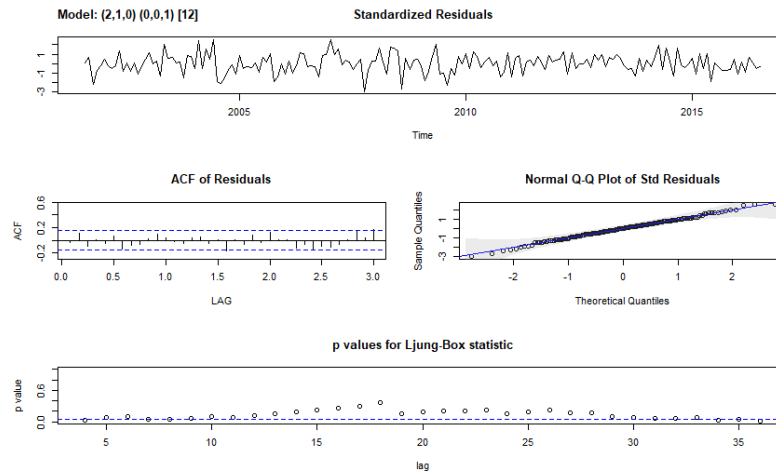 Model: (2,1,0) (0,0,1) [12] Standardized Residuals
1
-1
-3
2005 2010 2015
Time
ACF of Residuals
ACF
0.6
0.2
-0.2
0.0 0.5 1.0 1.5 2.0 2.5 3.0
LAG
Normal Q-Q Plot of Std Residuals
Sample Quantiles
1
-1
-3
-2 -1 0 1 2
Theoretical Quantiles
p values for Ljung-Box statistic
p value
0.6
0.0
5 10 15 20 25 30 35
lag